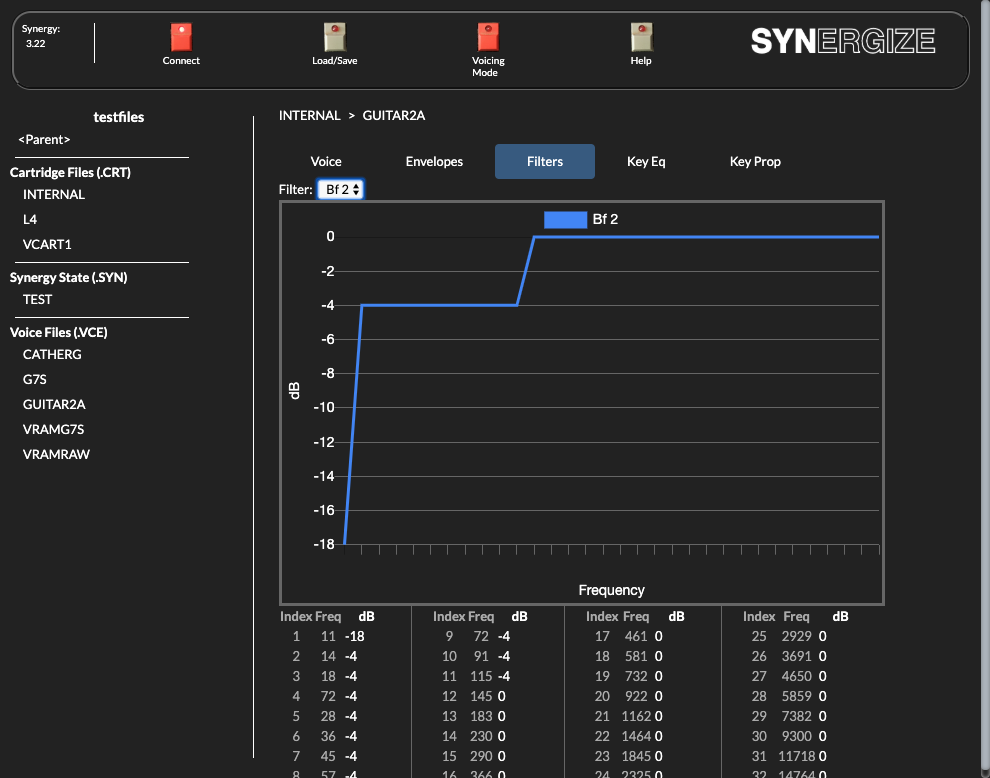 Synergy:
3.22
Connect
Load/Save
Voicing
Mode
Help
SYNERGIZE
testfiles
<Parent>
Cartridge Files (.CRT)
INTERNAL
L4
VCART1
Synergy State (.SYN)
TEST
Voice Files (.VCE)
CATHERG
G7S
GUITAR2A
VRAMG7S
VRAMRAW
INTERNAL > GUITAR2A
Voice Envelopes Filters Key Eq Key Prop
Filter: Bf 2
Bf 2
0
-2
-4
-6
-8
-10
-12
-14
-16
-18
dB
Frequency
Index Freq dB Index Freq dB Index Freq dB Index Freq dB
1 11 -18 9 72 -4 17 461 0 25 2929 0
2 14 -4 10 91 -4 18 581 0 26 3691 0
3 18 -4 11 115 -4 19 732 0 27 4650 0
4 72 -4 12 145 0 20 922 0 28 5859 0
5 28 -4 13 183 0 21 1162 0 29 7382 0
6 36 -4 14 230 0 22 1464 0 30 9300 0
7 45 -4 15 290 0 23 1845 0 31 11718 0
8 57 -4 16 366 0 24 2325 0 32 14764 0